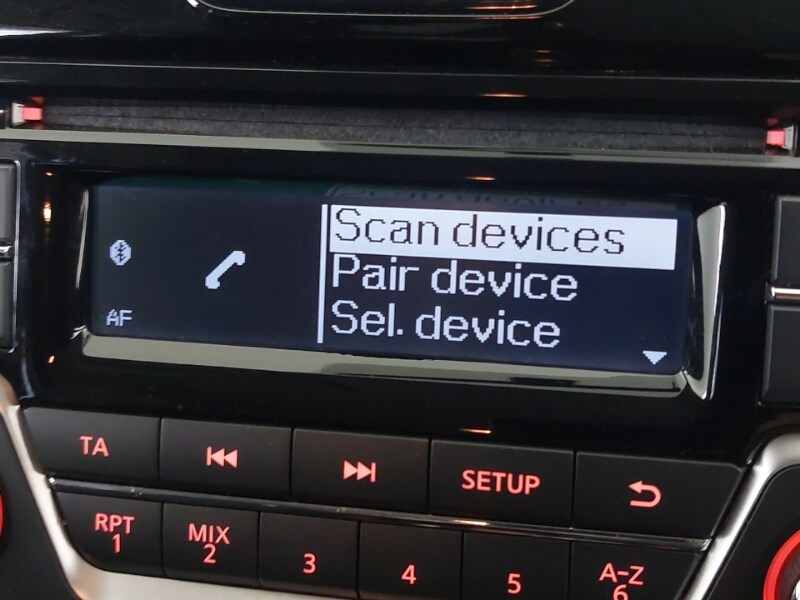 Scan devices
Pair device
Sel. device
AF
TA
SETUP
RPT
1
MIX
2
3
4
5
A-Z
6